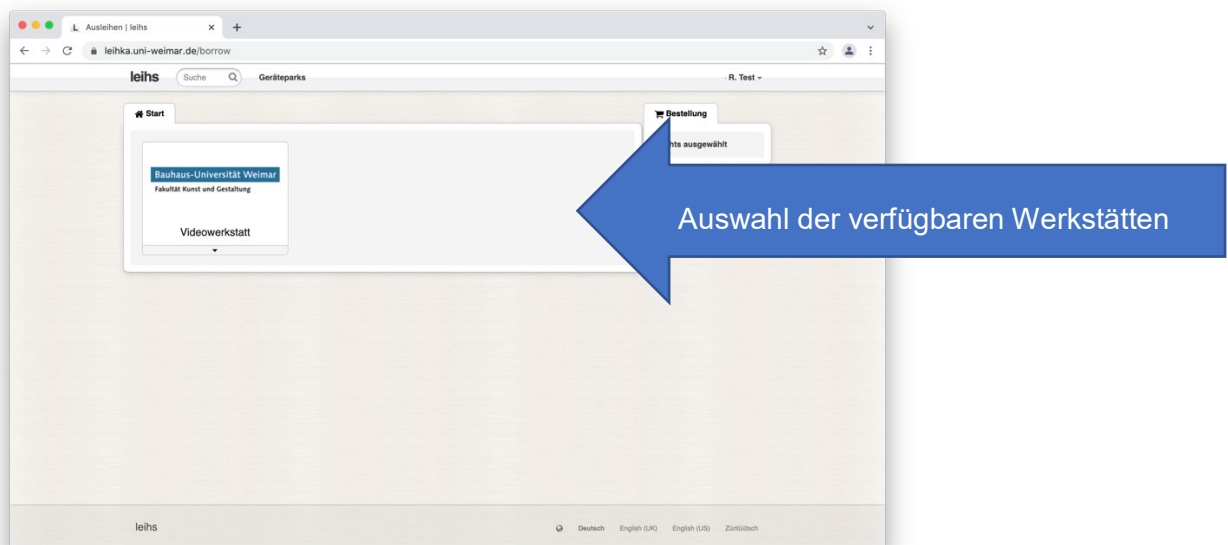 Ausleihen | leihs
leihka.uni-weimar.de/borrow
leihs
Suche
Geräteparks
R. Test
Start
Bestellung
ausgewählt
Bauhaus-Universität Weimar
Fakultät Kunst und Gestaltung
Videowerkstatt
Auswahl der verfügbaren Werkstätten
leihs
Deutsch English (UK) English (US) Züritüütsch